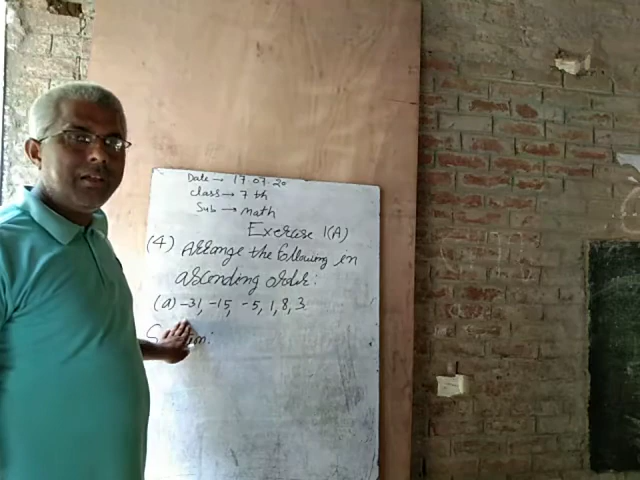 Date → 17.07.20
class → 7 th
Sub → math
Exercise 1(A)
(4) Arrange the following in
ascending order:
(a) -31, -15, -5, 1, 8, 3